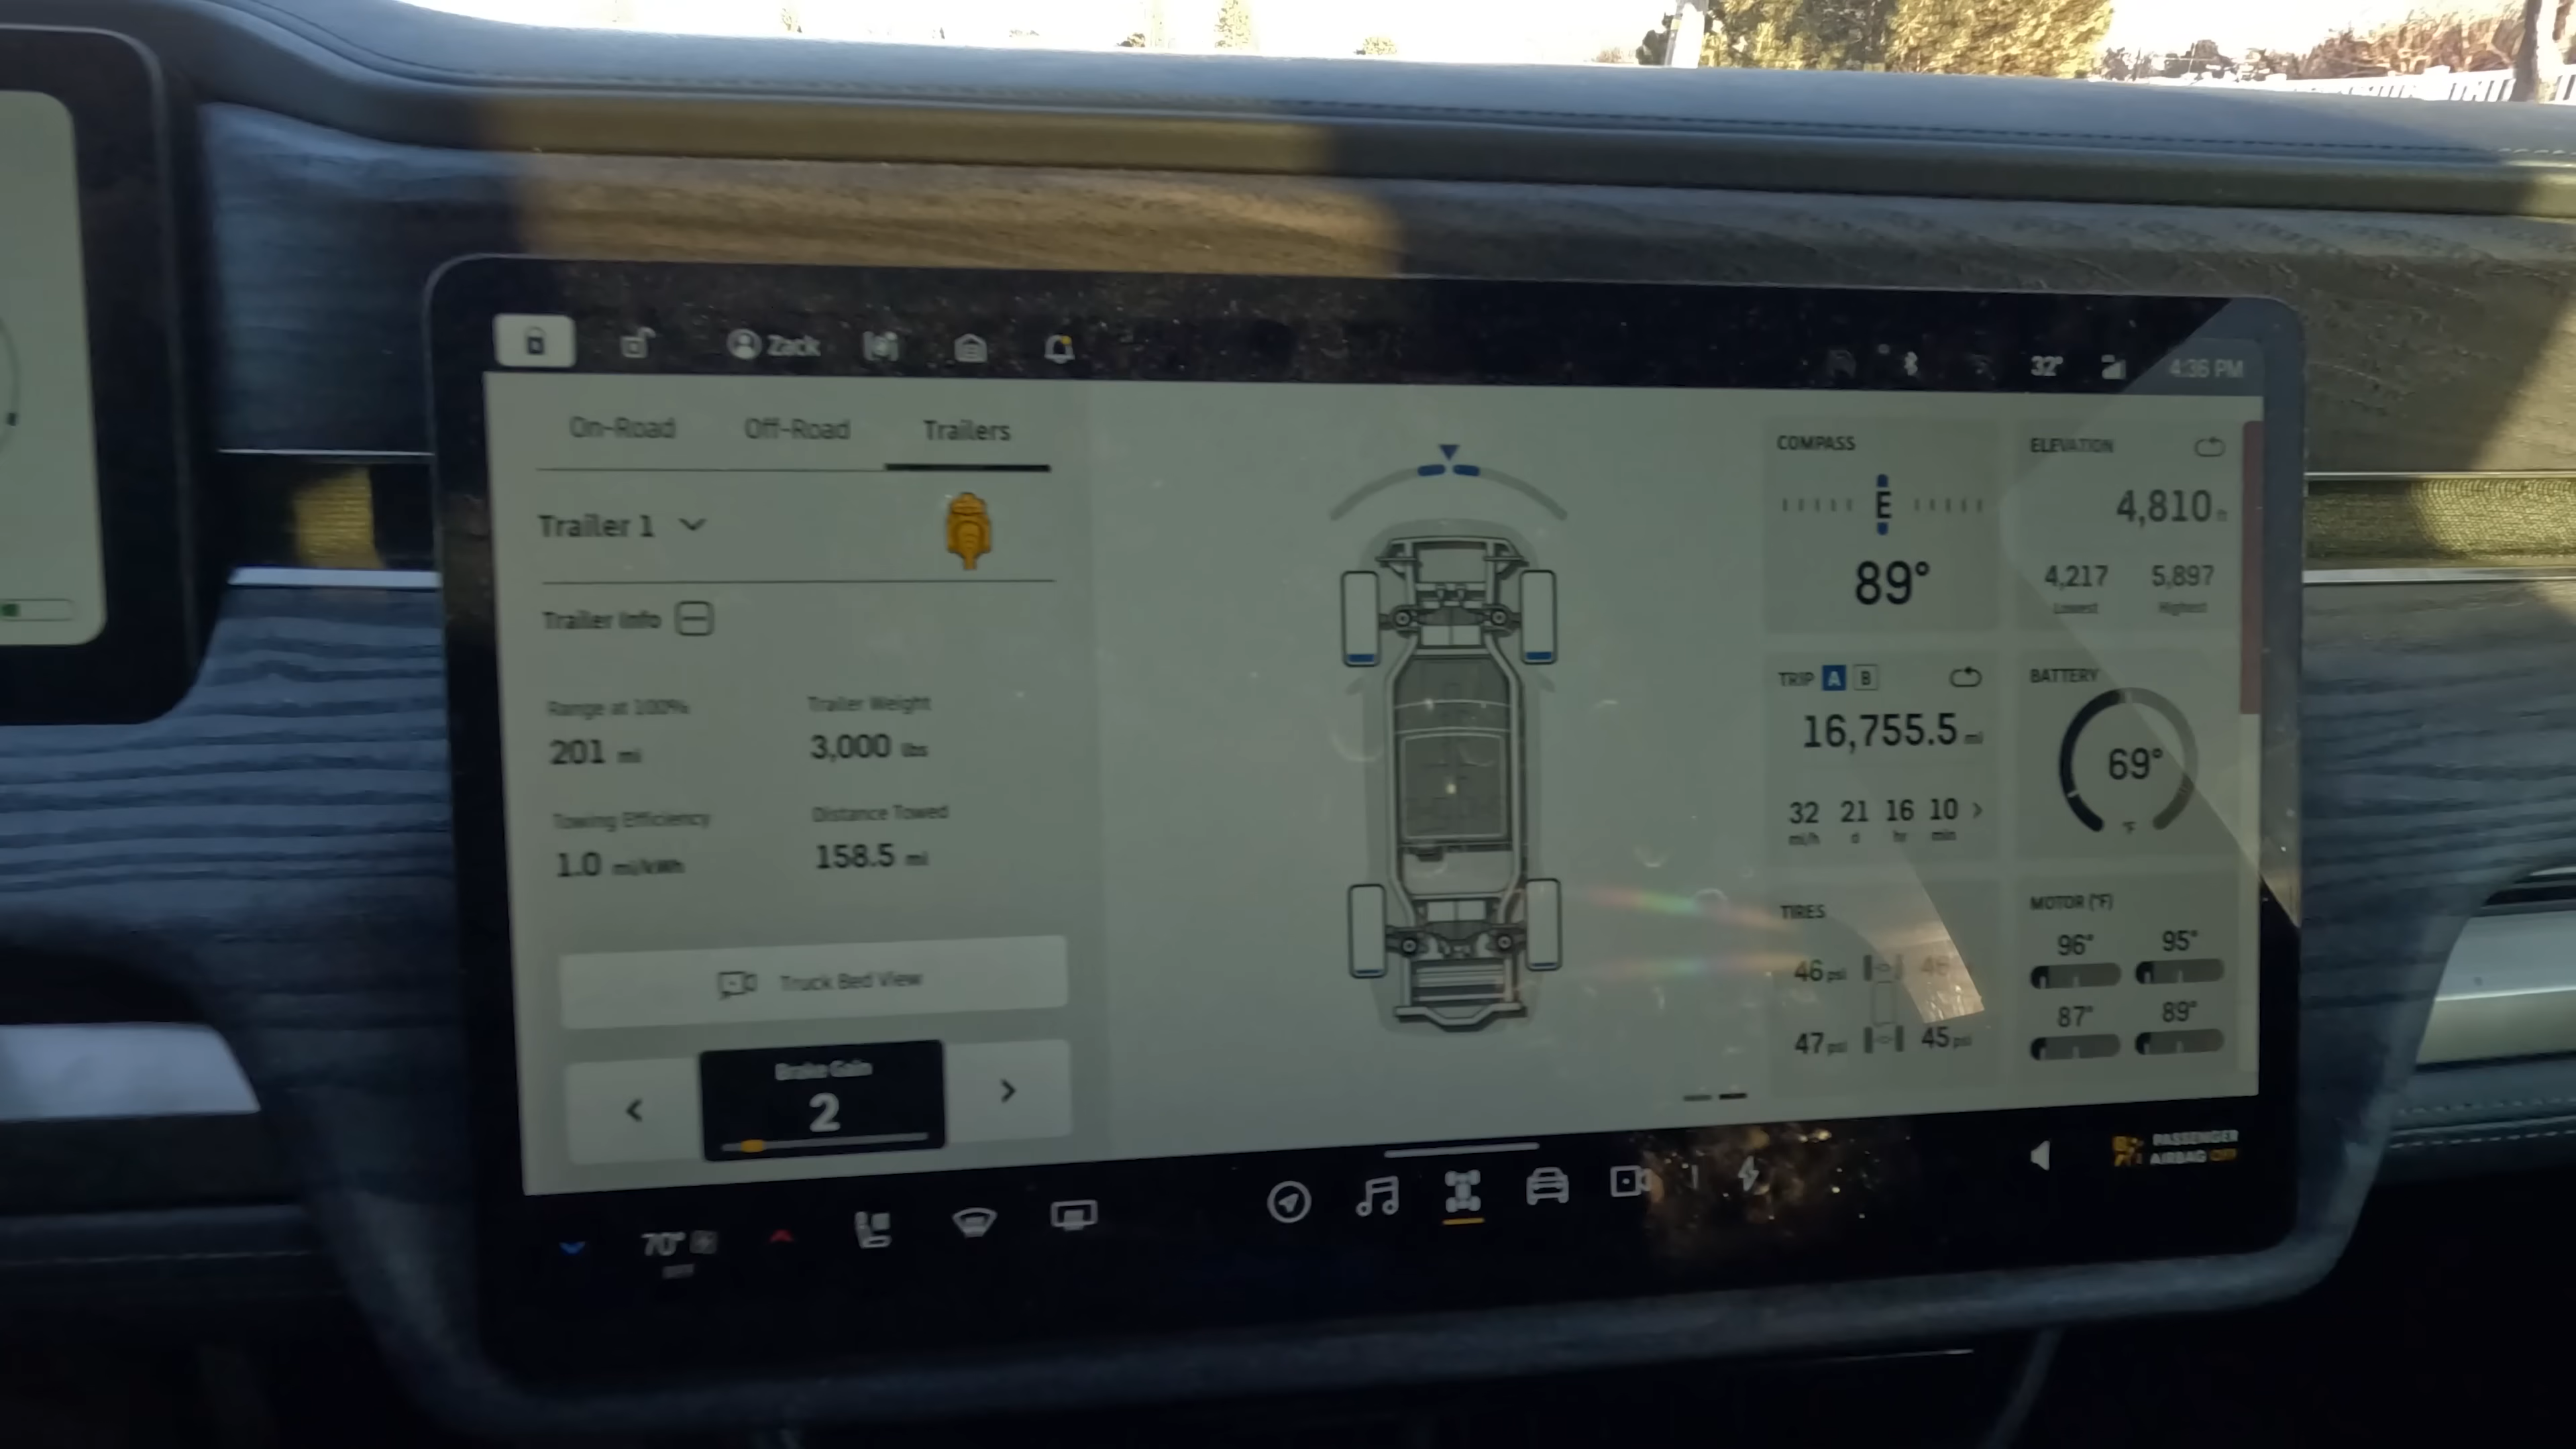 Zack
32°
4:36 PM
On-Road Off-Road Trailers
Trailer 1
Trailer Info
Range at 100% Trailer Weight
201 mi 3,000 lbs
Towing Efficiency Distance Towed
1.0 mi/kWh 158.5 mi
Truck Bed View
Brake Gain
2
COMPASS
E
89°
ELEVATION
4,810 ft
4,217 5,897
Lowest Highest
TRIP A B
16,755.5 mi
32 21 16 10
mi/h d hr min
BATTERY
69°
°F
TIRES
46 psi 46
47 psi 45 psi
MOTOR (°F)
96° 95°
87° 89°
70°
OFF
PASSENGER
AIRBAG OFF